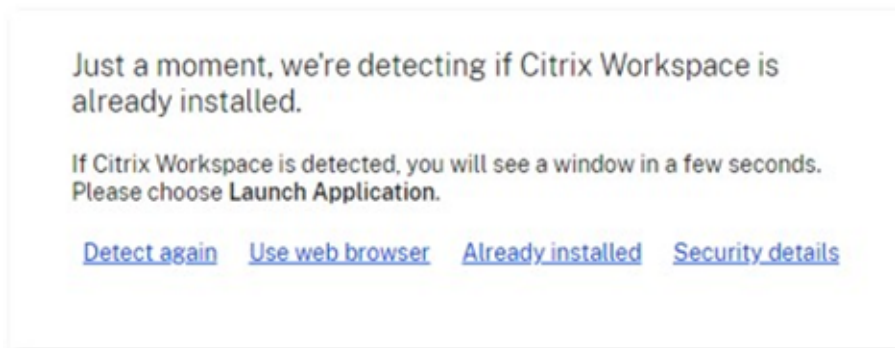 Just a moment, we're detecting if Citrix Workspace is
already installed.
If Citrix Workspace is detected, you will see a window in a few seconds.
Please choose Launch Application.
Detect again Use web browser Already installed Security details